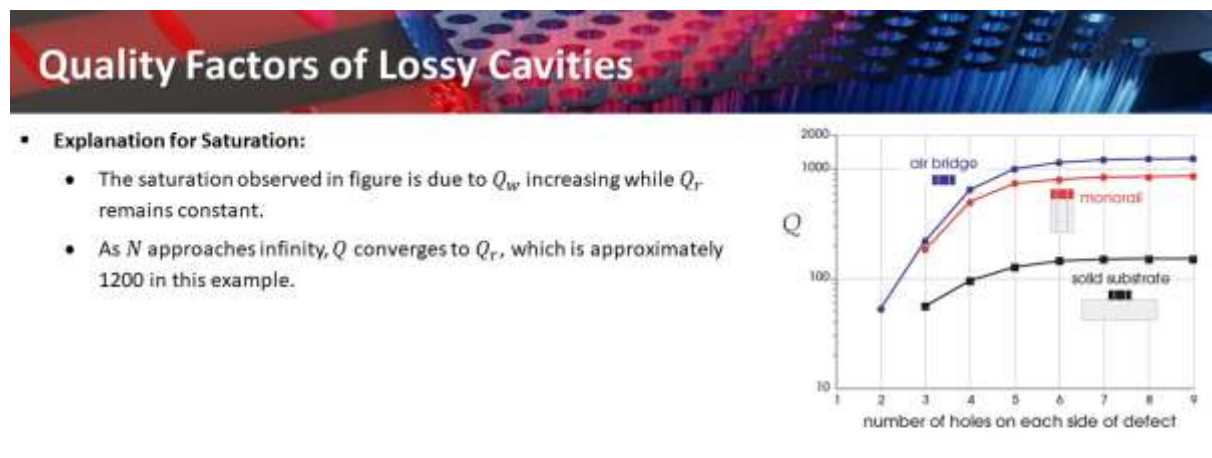 Quality Factors of Lossy Cavities
▪ Explanation for Saturation:
• The saturation observed in figure is due to Q_w increasing while Q_r
remains constant.
• As N approaches infinity, Q converges to Q_r, which is approximately
1200 in this example.
2000
1000
air bridge
monorail
Q
100
solid substrate
10
1 2 3 4 5 6 7 8 9
number of holes on each side of defect